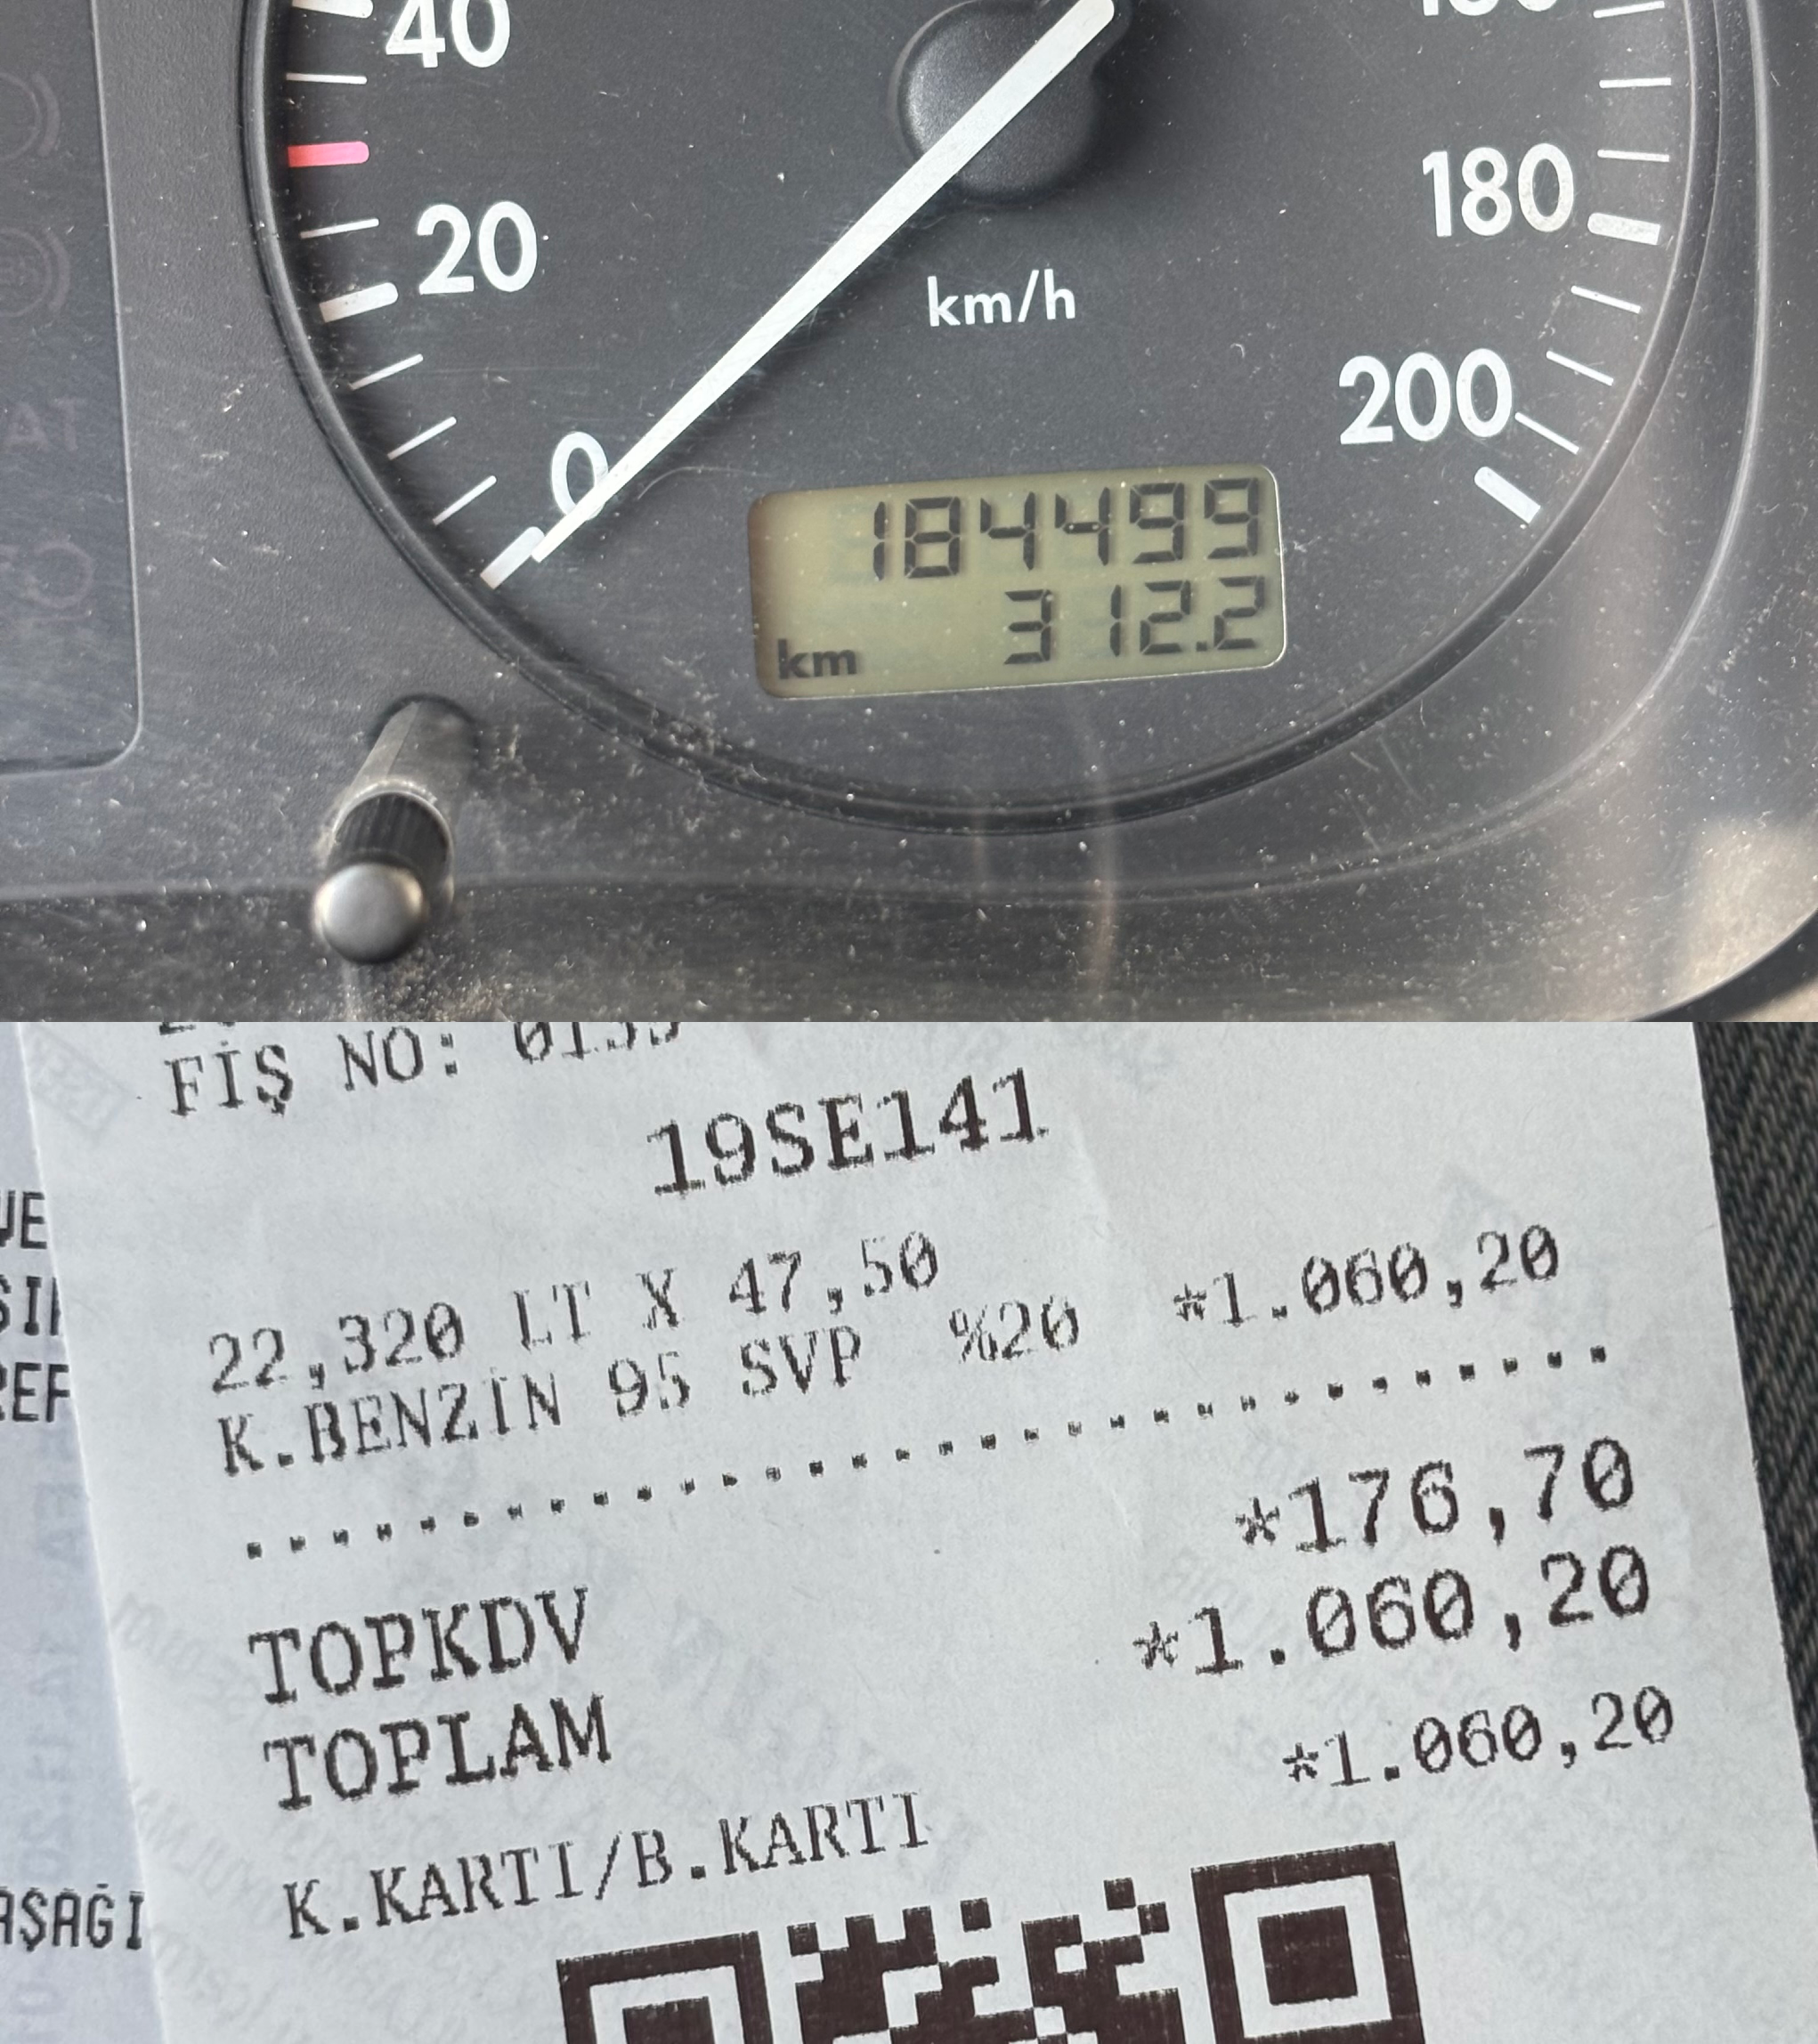 40
20
0
180
200
km/h
184499
km 312.2
FİŞ NO:
19SE141
22,320 LT X 47,50
K.BENZİN 95 SVP %20 *1.060,20
TOPKDV *176,70
TOPLAM *1.060,20
K.KARTI/B.KARTI *1.060,20
AŞAĞI